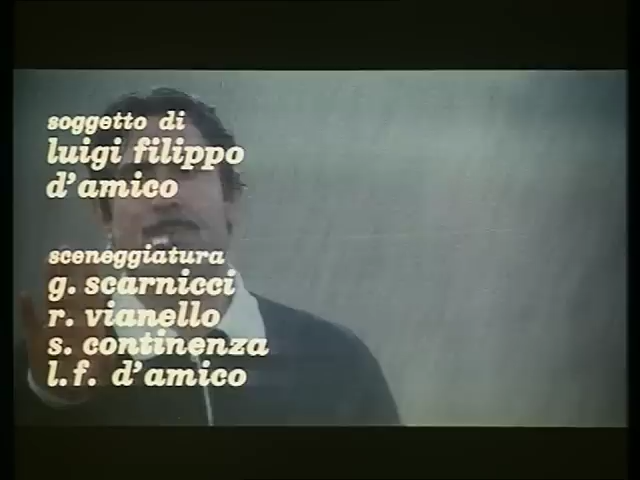 soggetto di
luigi filippo
d'amico
sceneggiatura
g. scarnicci
r. vianello
s. continenza
l.f. d'amico